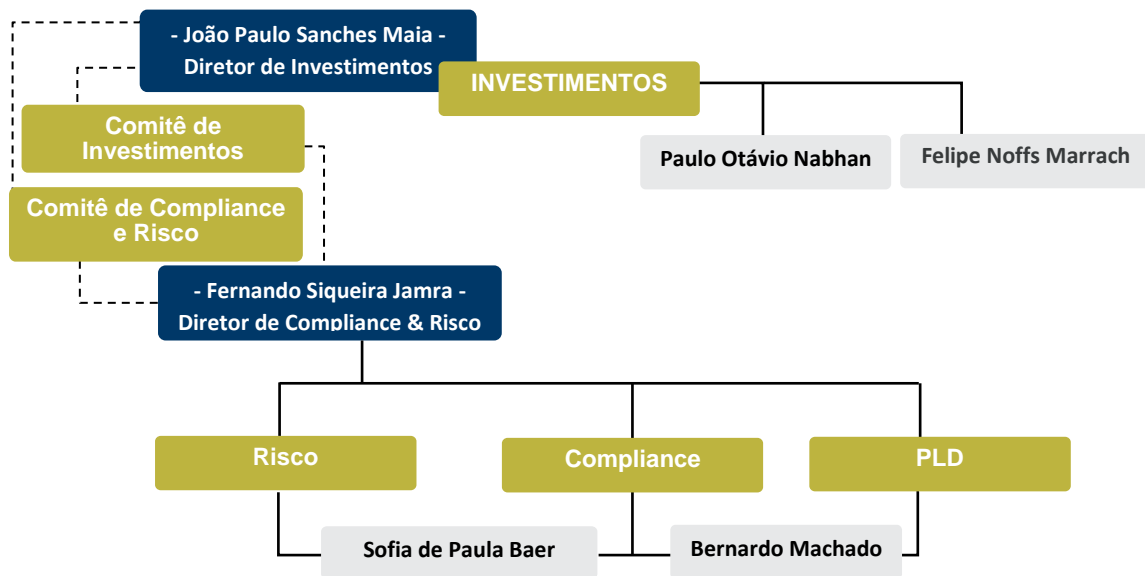 - João Paulo Sanches Maia -
Diretor de Investimentos
INVESTIMENTOS
Comitê de
Investimentos
Paulo Otávio Nabhan
Felipe Noffs Marrach
Comitê de Compliance
e Risco
- Fernando Siqueira Jamra -
Diretor de Compliance & Risco
Risco
Compliance
PLD
Sofia de Paula Baer
Bernardo Machado